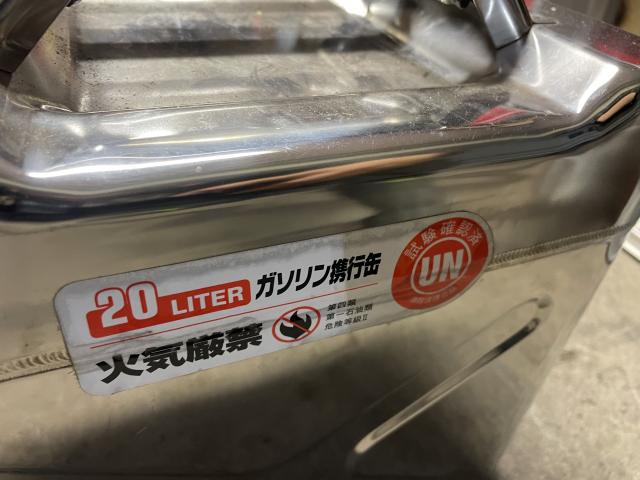 20 LITER ガソリン携行缶
火気厳禁
第四類
第一石油類
危険等級II
試験確認済
UN